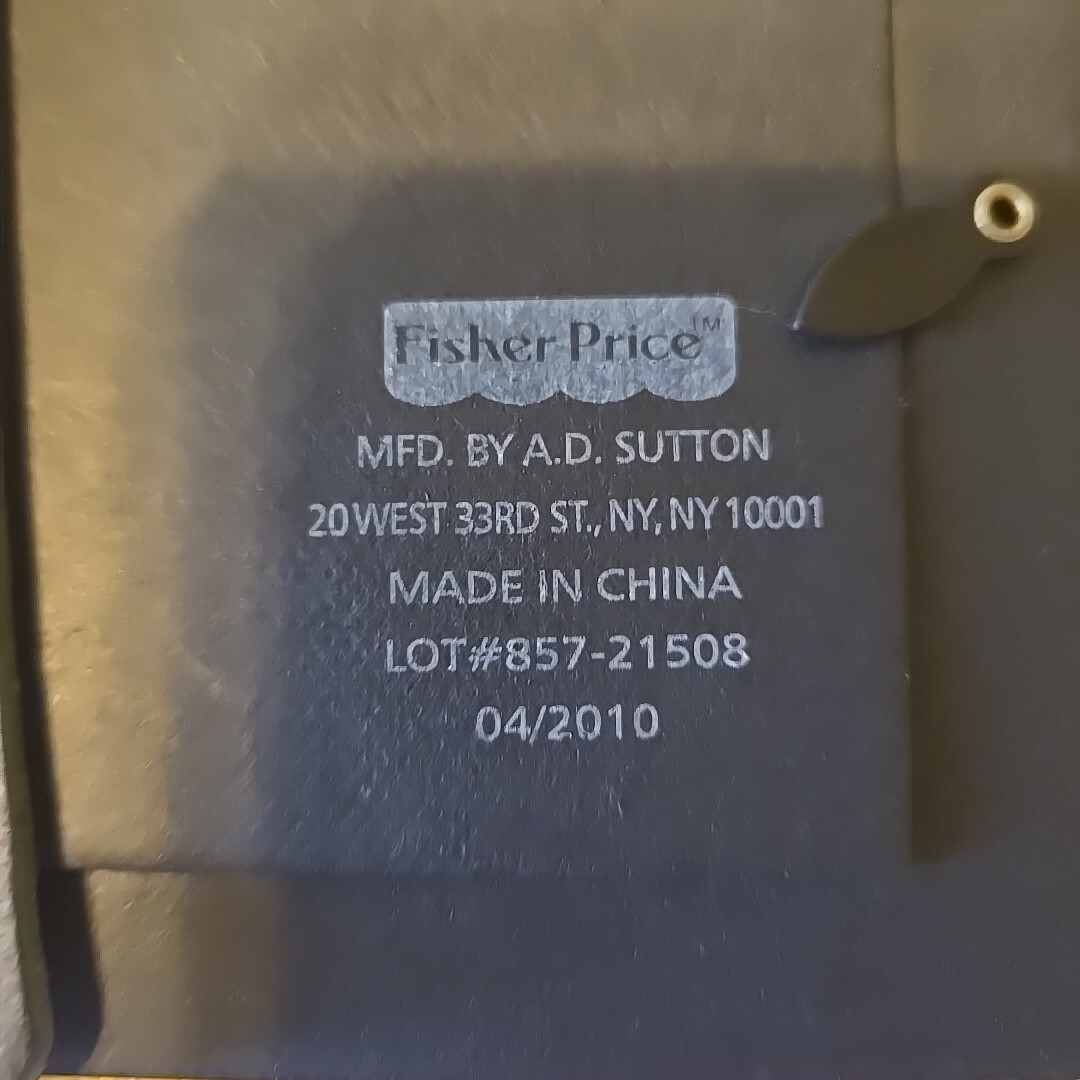 Fisher-Price™
MFD. BY A.D. SUTTON
20 WEST 33RD ST., NY, NY 10001
MADE IN CHINA
LOT#857-21508
04/2010